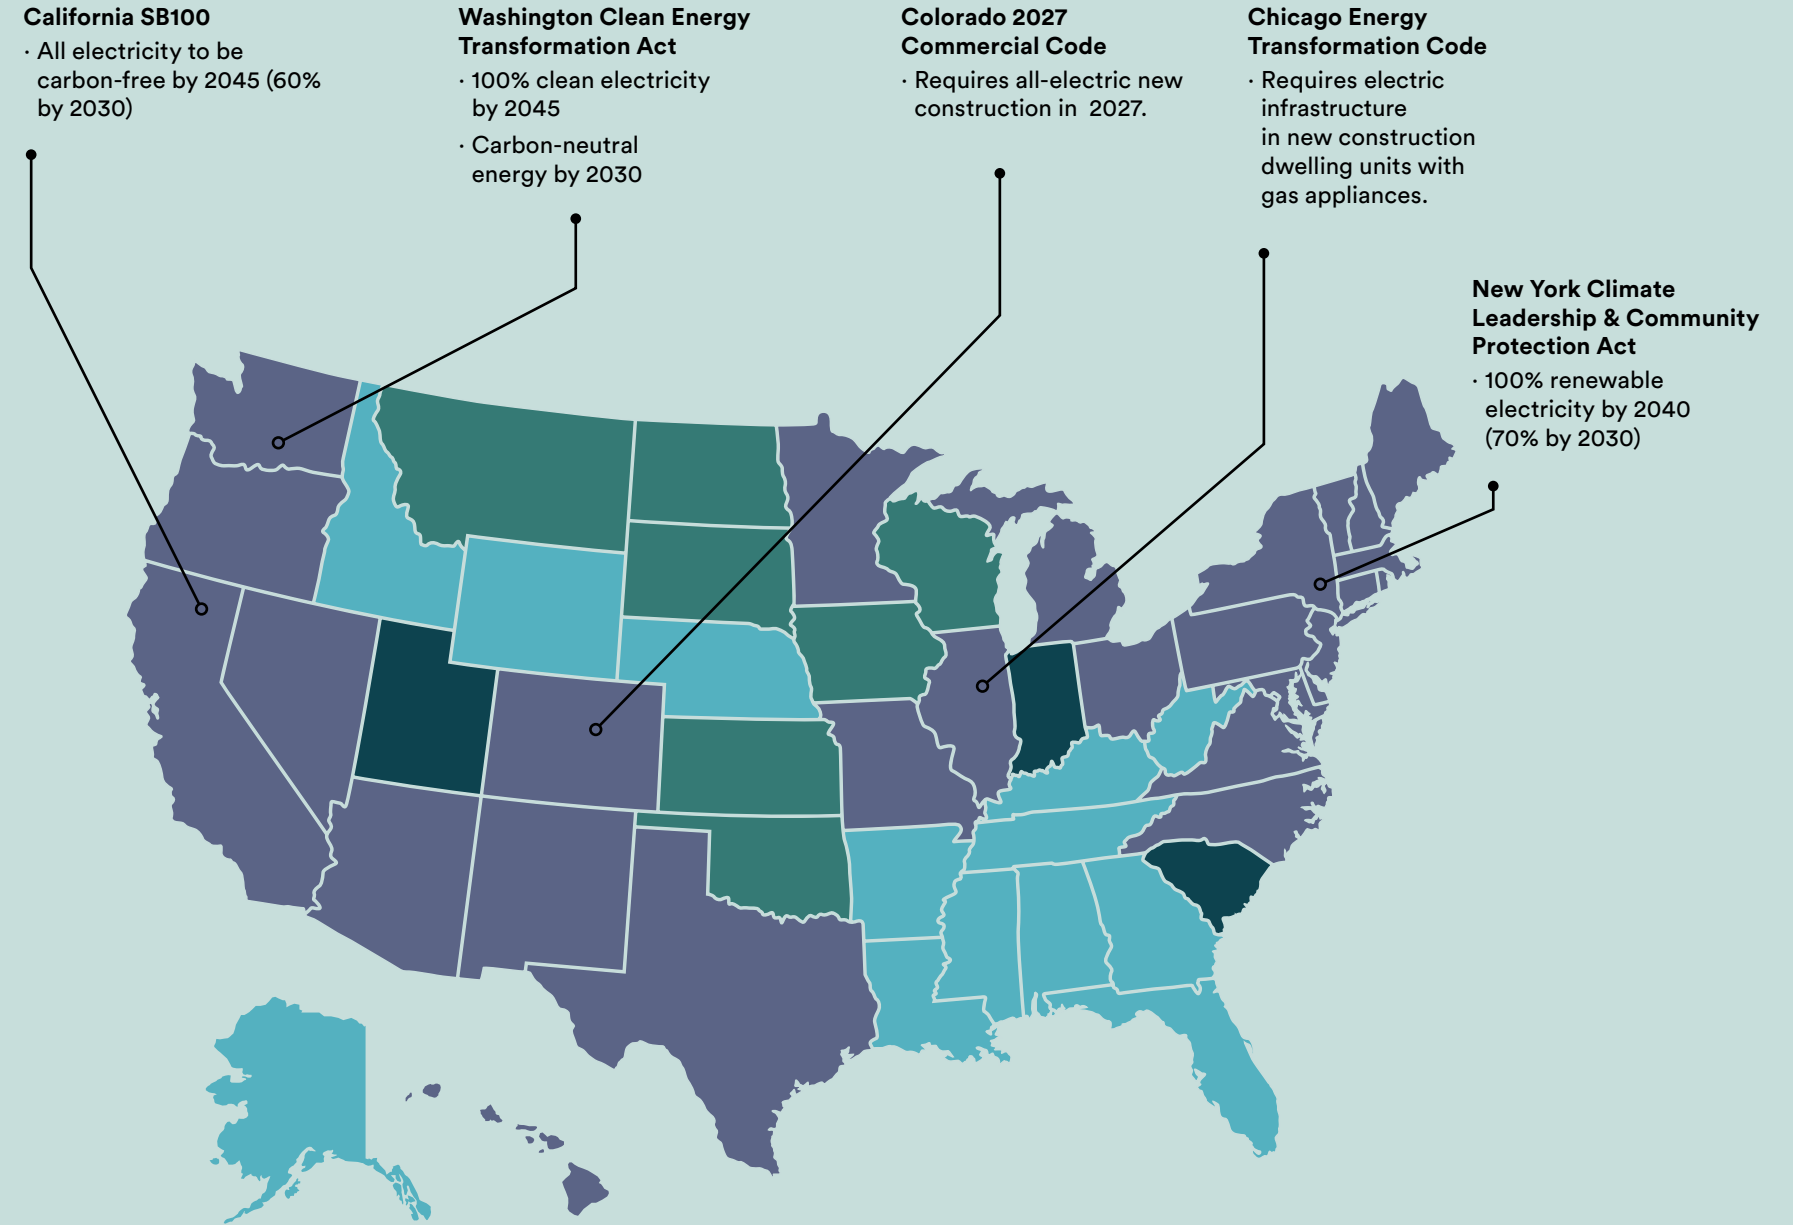 California SB100
· All electricity to be
carbon-free by 2045 (60%
by 2030)
Washington Clean Energy
Transformation Act
· 100% clean electricity
by 2045
· Carbon-neutral
energy by 2030
Colorado 2027
Commercial Code
· Requires all-electric new
construction in 2027.
Chicago Energy
Transformation Code
· Requires electric
infrastructure
in new construction
dwelling units with
gas appliances.
New York Climate
Leadership & Community
Protection Act
· 100% renewable
electricity by 2040
(70% by 2030)